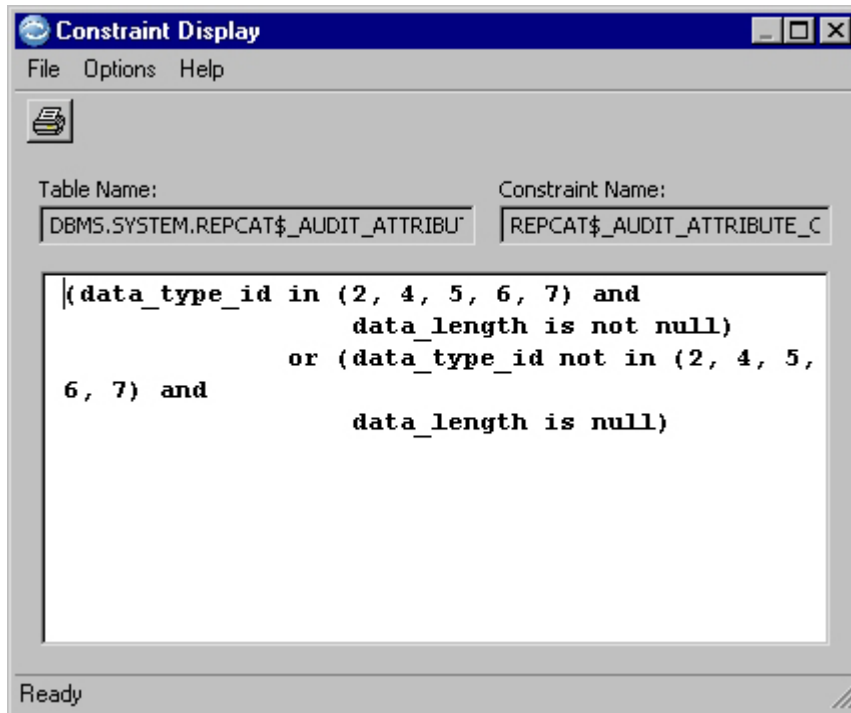 Constraint Display
File Options Help
Table Name: Constraint Name:
DBMS.SYSTEM.REPCAT$_AUDIT_ATTRIBU REPCAT$_AUDIT_ATTRIBUTE_C
(data_type_id in (2, 4, 5, 6, 7) and
data_length is not null)
or (data_type_id not in (2, 4, 5,
6, 7) and
data_length is null)
Ready